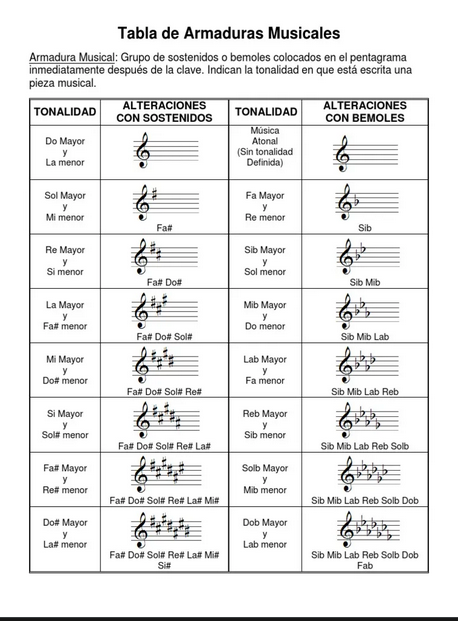 Tabla de Armaduras Musicales
Armadura Musical: Grupo de sostenidos o bemoles colocados en el pentagrama
inmediatamente después de la clave. Indican la tonalidad en que está escrita una
pieza musical.
TONALIDAD
ALTERACIONES
CON SOSTENIDOS
TONALIDAD
ALTERACIONES
CON BEMOLES
Do Mayor
y
La menor
Música
Atonal
(Sin tonalidad
Definida)
Sol Mayor
y
Mi menor
Fa#
Fa Mayor
y
Re menor
Sib
Re Mayor
y
Si menor
Fa# Do#
Sib Mayor
y
Sol menor
Sib Mib
La Mayor
y
Fa# menor
Fa# Do# Sol#
Mib Mayor
y
Do menor
Sib Mib Lab
Mi Mayor
y
Do# menor
Fa# Do# Sol# Re#
Lab Mayor
y
Fa menor
Sib Mib Lab Reb
Si Mayor
y
Sol# menor
Fa# Do# Sol# Re# La#
Reb Mayor
y
Sib menor
Sib Mib Lab Reb Solb
Fa# Mayor
y
Re# menor
Fa# Do# Sol# Re# La# Mi#
Solb Mayor
y
Mib menor
Sib Mib Lab Reb Solb Dob
Do# Mayor
y
La# menor
Fa# Do# Sol# Re# La# Mi#
Si#
Dob Mayor
y
Lab menor
Sib Mib Lab Reb Solb Dob
Fab